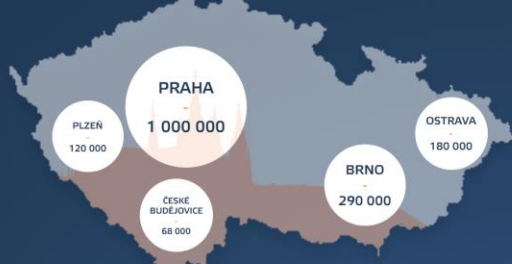 PRAHA
-
1 000 000
PLZEŇ
-
120 000
OSTRAVA
-
180 000
BRNO
-
290 000
ČESKÉ
BUDĚJOVICE
-
68 000